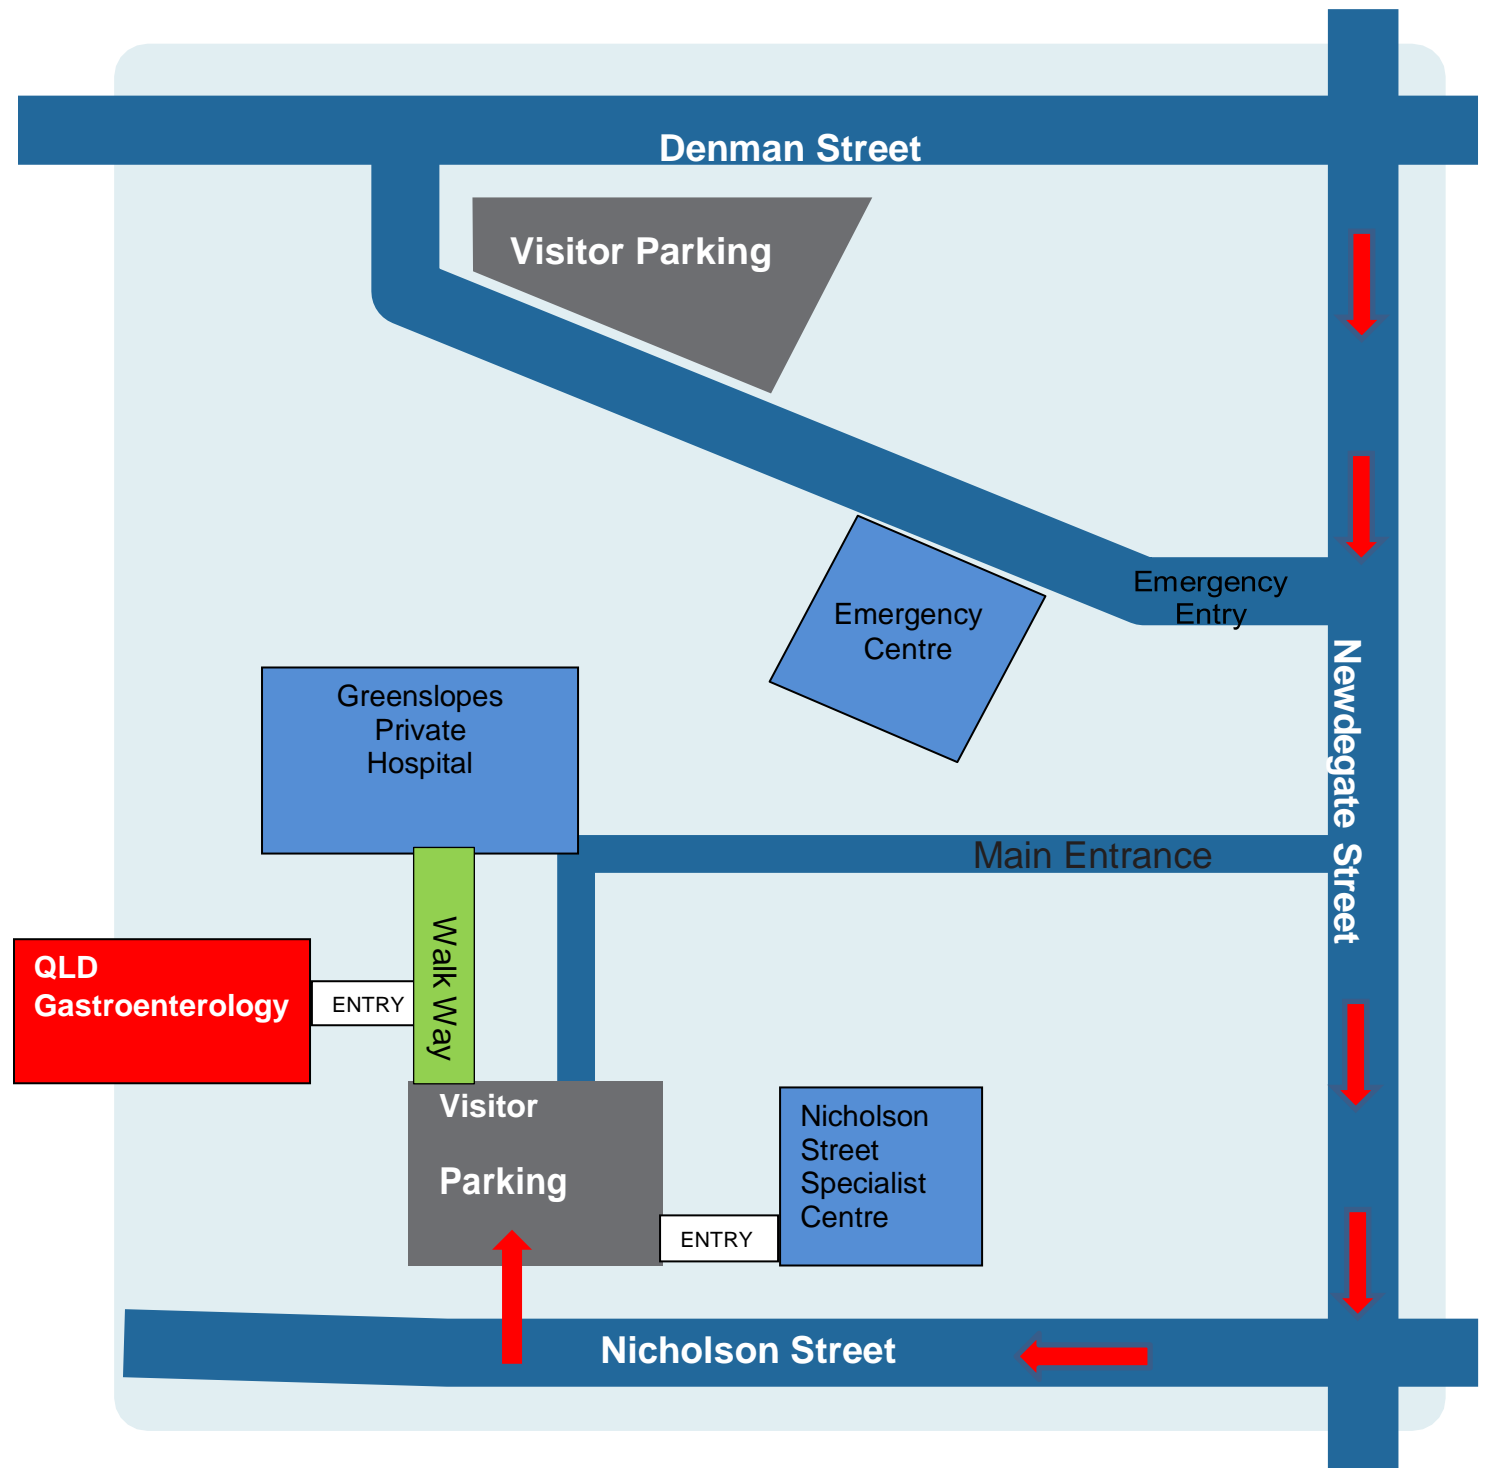 Denman Street
Visitor Parking
Emergency
Entry
Emergency
Centre
Newdegate Street
Greenslopes
Private
Hospital
Main Entrance
Walk Way
QLD
Gastroenterology
ENTRY
Visitor
Parking
Nicholson
Street
Specialist
Centre
ENTRY
Nicholson Street